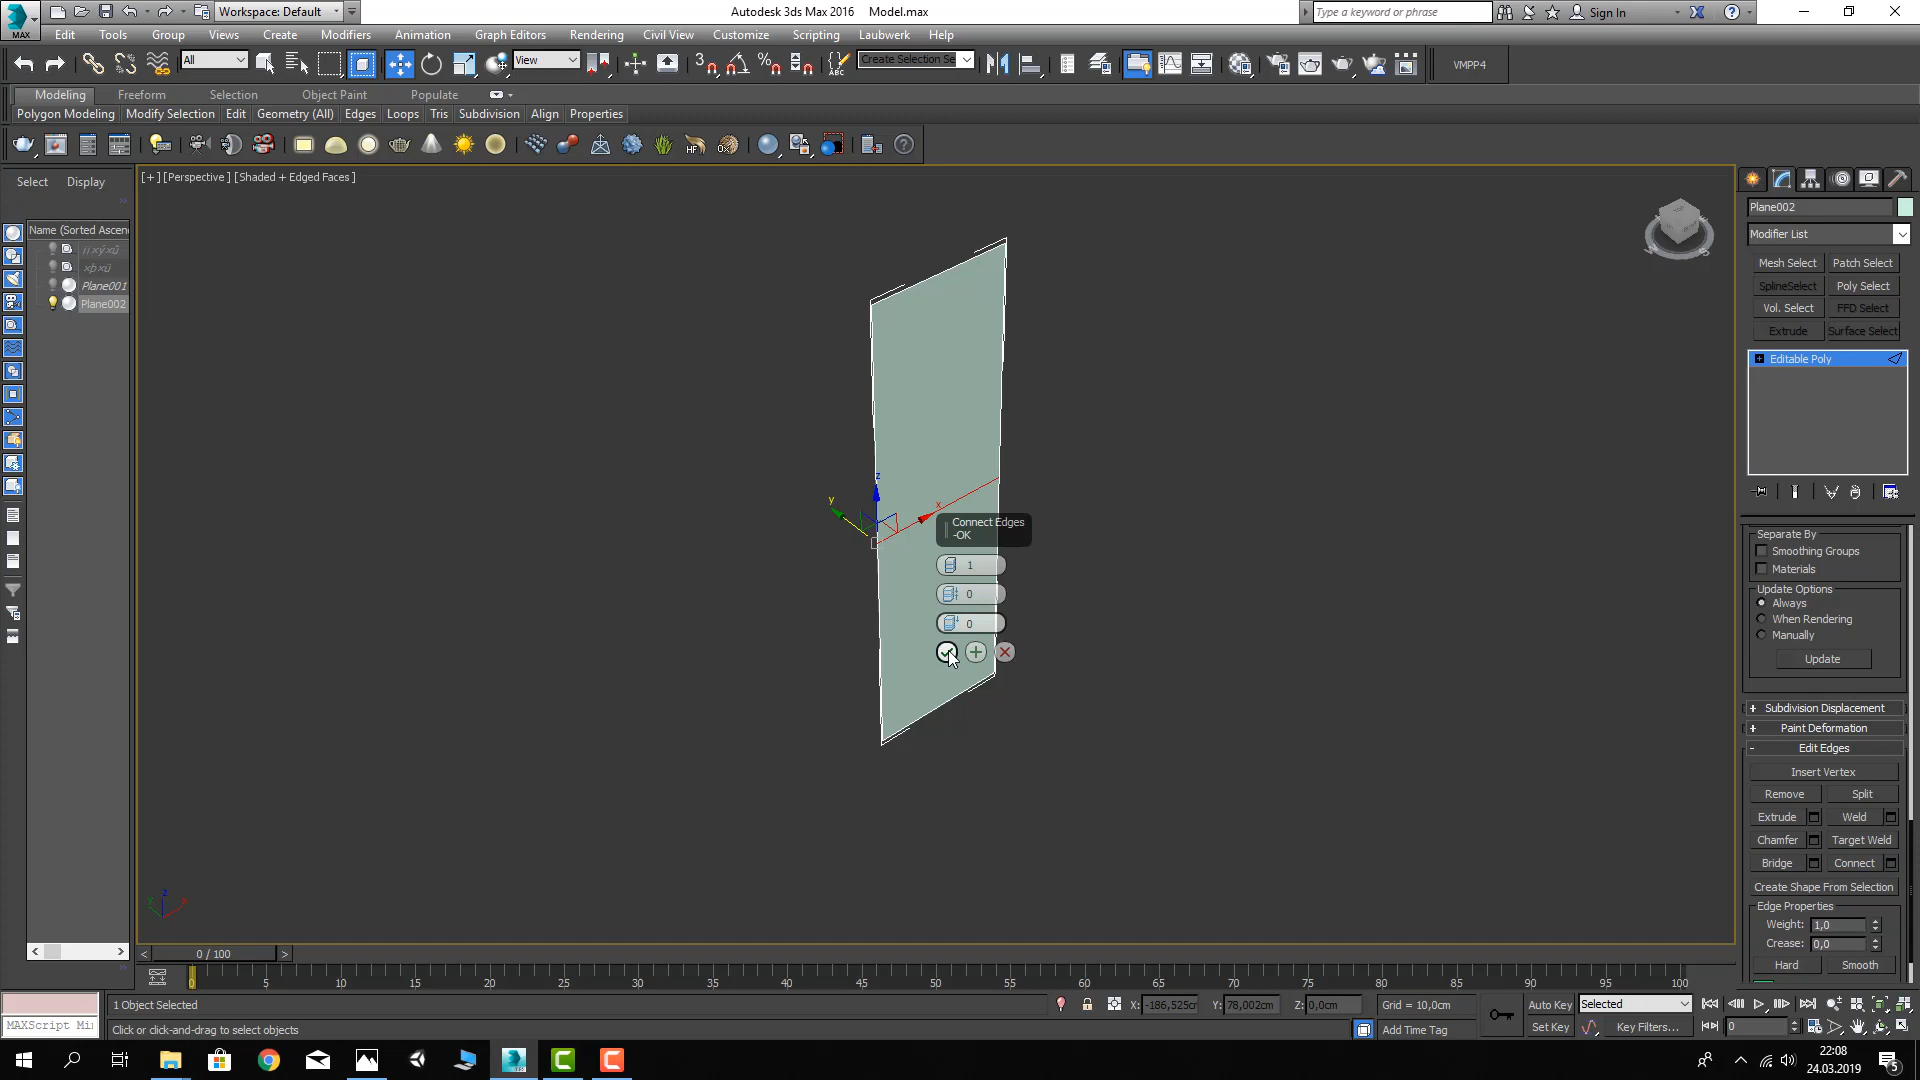 Workspace: Default
Autodesk 3ds Max 2016    Model.max
Type a keyword or phrase
Sign In
MAX
Edit Tools Group Views Create Modifiers Animation Graph Editors Rendering Civil View Customize Scripting Laubwerk Help
All
View
Create Selection Se
VMPP4
Modeling Freeform Selection Object Paint Populate
Polygon Modeling Modify Selection Edit Geometry (All) Edges Loops Tris Subdivision Align Properties
Select Display
[+] [Perspective] [Shaded + Edged Faces]
Name (Sorted Ascen
Plane001
Plane002
Plane002
Modifier List
Mesh Select Patch Select
SplineSelect Poly Select
Vol. Select FFD Select
Extrude Surface Select
Editable Poly
z
y
x
Connect Edges
-OK
1
0
0
Separate By
Smoothing Groups
Materials
Update Options
Always
When Rendering
Manually
Update
+ Subdivision Displacement
+ Paint Deformation
- Edit Edges
Insert Vertex
Remove Split
Extrude Weld
Chamfer Target Weld
Bridge Connect
Create Shape From Selection
Edge Properties
Weight: 1,0
Crease: 0,0
Hard Smooth
z
y x
< 0 / 100 >
0 5 10 15 20 25 30 35 40 45 50 55 60 65 70 75 80 85 90 95 100
1 Object Selected
X: -186,525cm Y: 78,002cm Z: 0,0cm Grid = 10,0cm
Auto Key Selected
MAXScript Mi
Click or click-and-drag to select objects
Add Time Tag
Set Key Key Filters...
0
22:08
24.03.2019
5